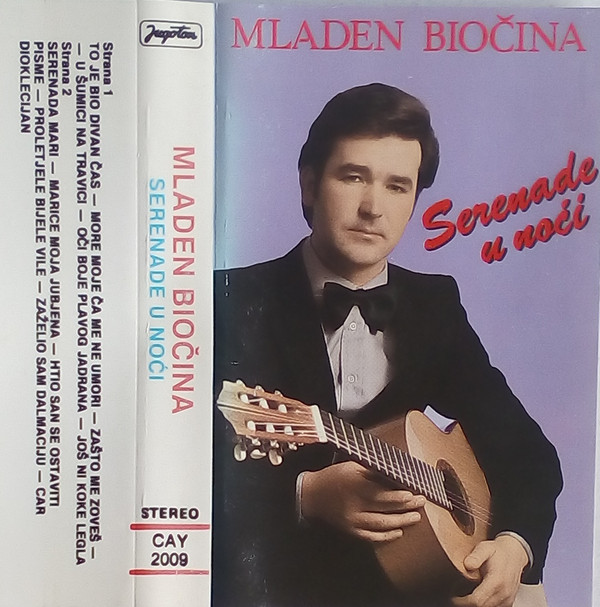 Strana 1
TO JE BIO DIVAN ČAS — MORE MOJE ČA ME NE UMORI — ZAŠTO ME ZOVEŠ —
— U ŠUMICI NA TRAVICI — OČI BOJE PLAVOG JADRANA — JOŠ NI KOKE LEGLA
Strana 2
SERENADA MARI — MARICE MOJA JUBJENA — HTIO SAN SE OSTAVITI
PISME — PROLETJELE BIJELE VILE — ZAŽELIO SAM DALMACIJU — CAR
DIOKLECIJAN
Jugoton
MLADEN BIOČINA
SERENADE U NOĆI
STEREO
CAY
2009
MLADEN BIOČINA
Serenade
u noći